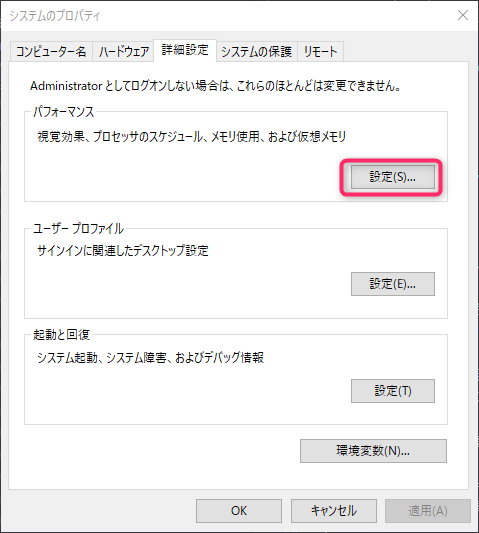 システムのプロパティ
コンピューター名 ハードウェア 詳細設定 システムの保護 リモート
Administrator としてログオンしない場合は、これらのほとんどは変更できません。
パフォーマンス
視覚効果、プロセッサのスケジュール、メモリ使用、および仮想メモリ
設定(S)...
ユーザー プロファイル
サインインに関連したデスクトップ設定
設定(E)...
起動と回復
システム起動、システム障害、およびデバッグ情報
設定(T)
環境変数(N)...
OK キャンセル 適用(A)